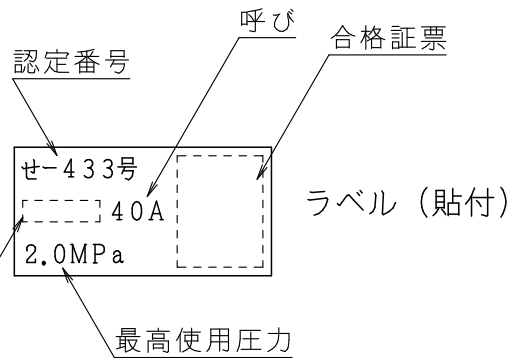 呼び
合格証票
認定番号
せー433号
40A
ラベル（貼付）
2.0MPa
最高使用圧力